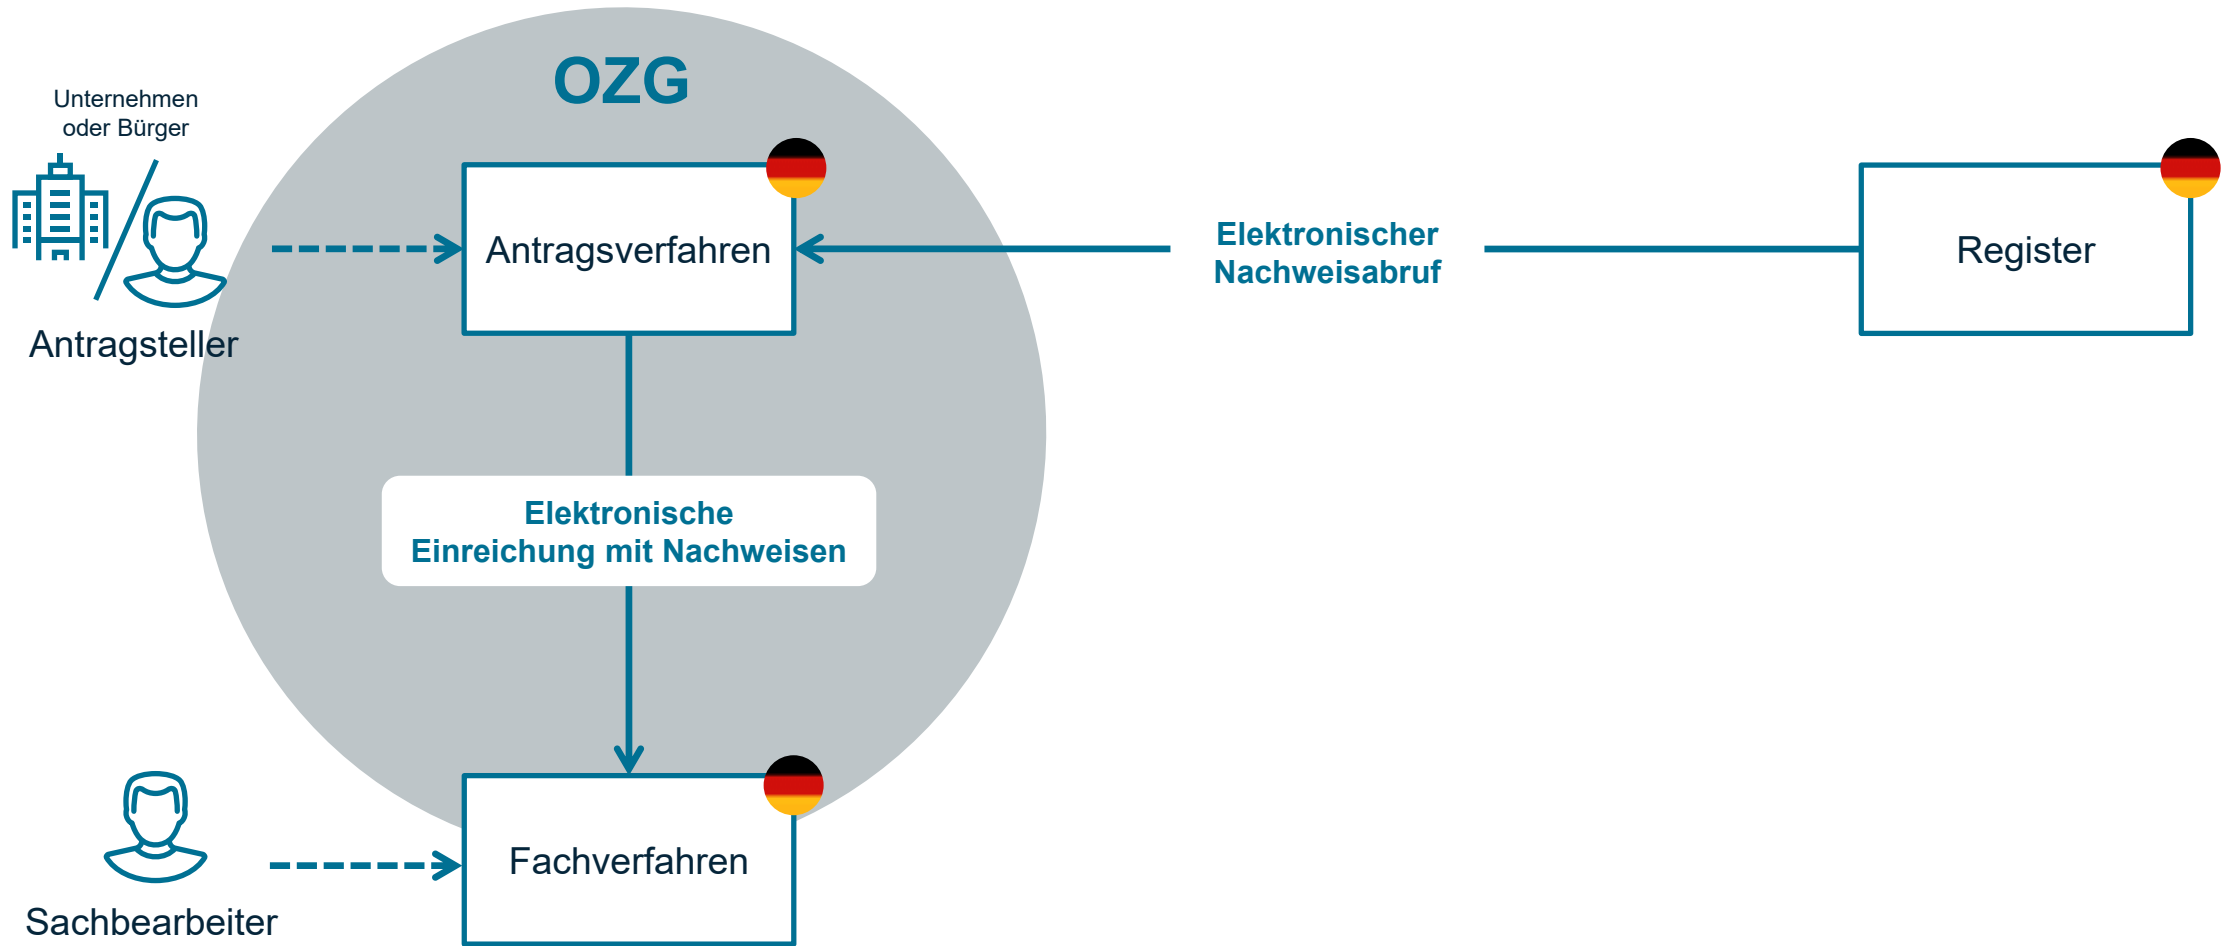 OZG
Unternehmen
oder Bürger
Antragsteller
Antragsverfahren
Elektronischer
Nachweisabruf
Register
Elektronische
Einreichung mit Nachweisen
Fachverfahren
Sachbearbeiter